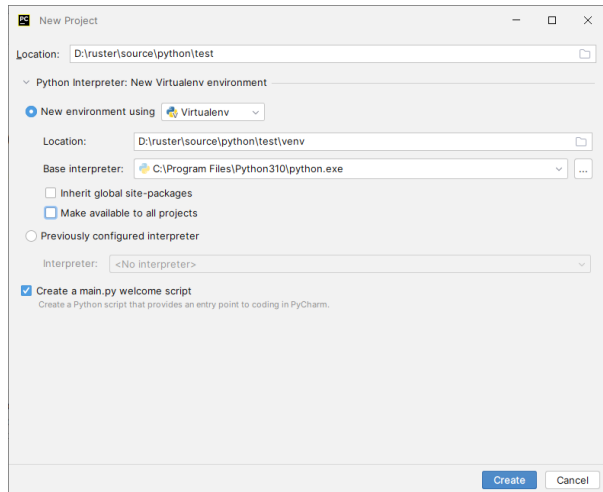 PC New Project
Location: D:\ruster\source\python\test
Python Interpreter: New Virtualenv environment
New environment using Virtualenv
Location: D:\ruster\source\python\test\venv
Base interpreter: C:\Program Files\Python310\python.exe ...
Inherit global site-packages
Make available to all projects
Previously configured interpreter
Interpreter: <No interpreter>
Create a main.py welcome script
Create a Python script that provides an entry point to coding in PyCharm.
Create Cancel